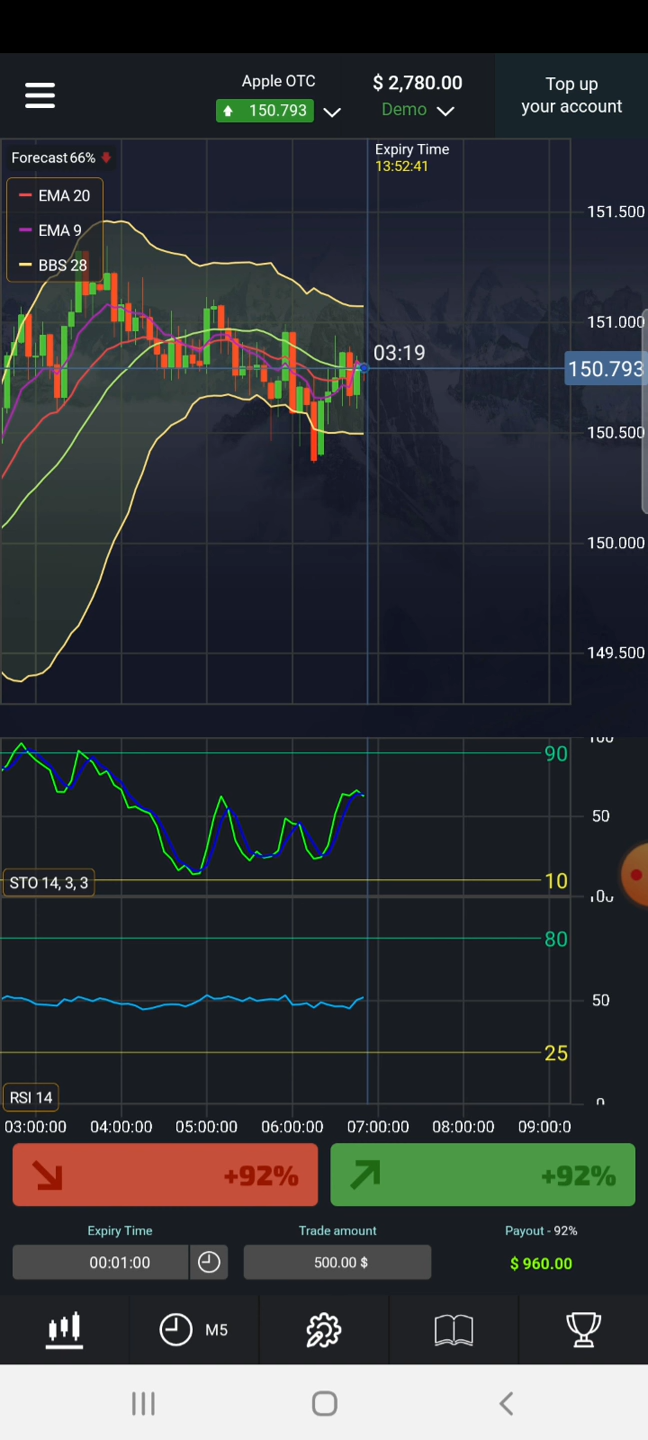 Apple OTC
$ 2,780.00
Top up
your account
150.793
Demo
Forecast 66%
Expiry Time
13:52:41
EMA 20
EMA 9
BBS 28
151.500
151.000
03:19
150.793
150.500
150.000
149.500
100
90
50
STO 14, 3, 3
10
100
80
50
25
RSI 14
0
03:00:00 04:00:00 05:00:00 06:00:00 07:00:00 08:00:00 09:00:0
+92%
+92%
Expiry Time
Trade amount
Payout - 92%
00:01:00
500.00 $
$ 960.00
M5